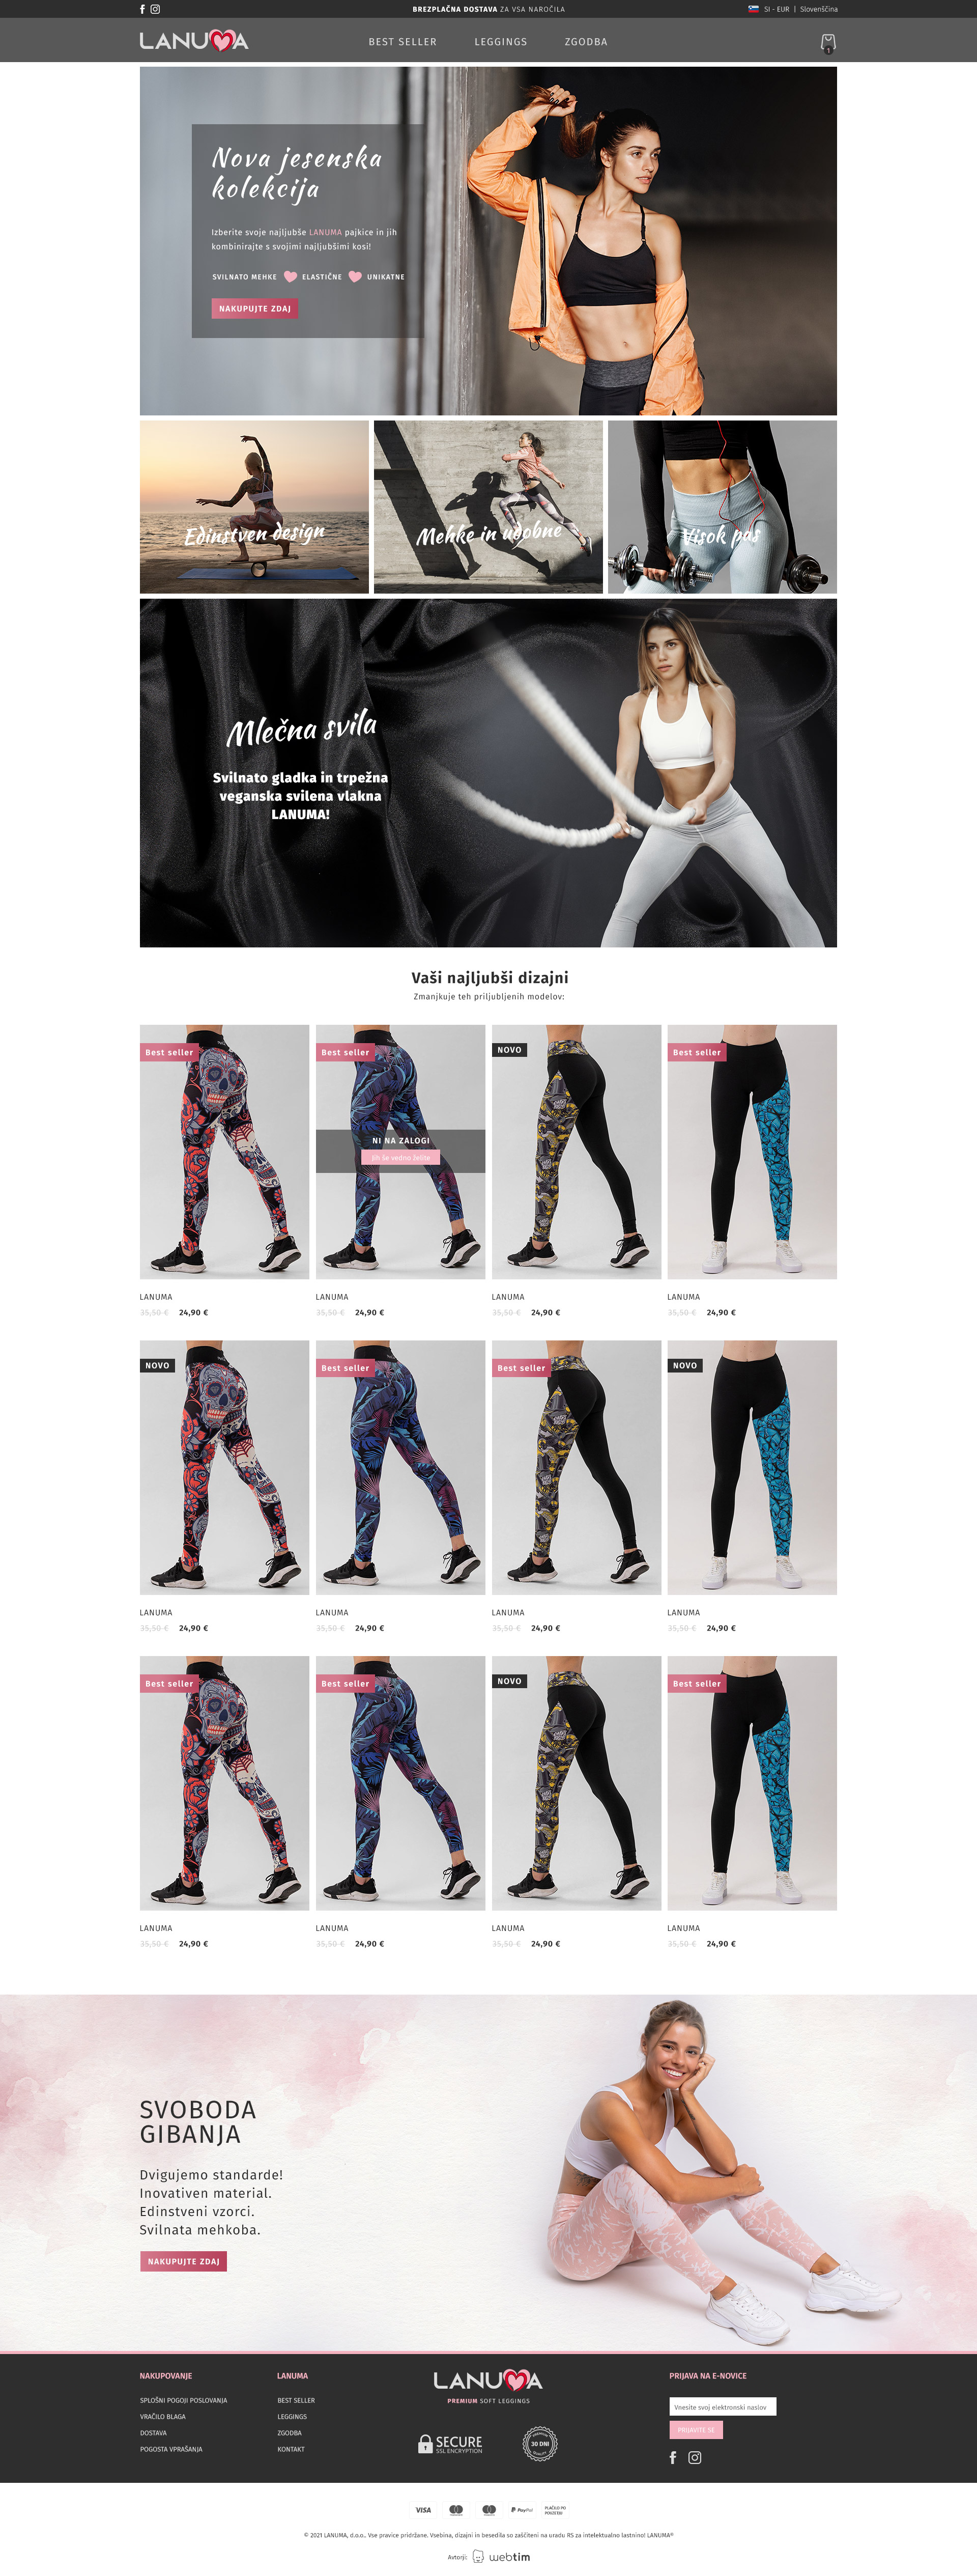 BREZPLAČNA DOSTAVA ZA VSA NAROČILA
SI - EUR | Slovenščina
LANUMA
BEST SELLER
LEGGINGS
ZGODBA
1
Nova jesenska
kolekcija
Izberite svoje najljubše LANUMA pajkice in jih
kombinirajte s svojimi najljubšimi kosi!
SVILNATO MEHKE
ELASTIČNE
UNIKATNE
NAKUPUJTE ZDAJ
Edinstven design
Mehke in udobne
Visok pas
Mlečna svila
Svilnato gladka in trpežna
veganska svilena vlakna
LANUMA!
Vaši najljubši dizajni
Zmanjkuje teh priljubljenih modelov:
Best seller
Best seller
NOVO
Best seller
NI NA ZALOGI
Jih še vedno želite
LANUMA
LANUMA
LANUMA
LANUMA
35,50 € 24,90 €
35,50 € 24,90 €
35,50 € 24,90 €
35,50 € 24,90 €
NOVO
Best seller
Best seller
NOVO
LANUMA
LANUMA
LANUMA
LANUMA
35,50 € 24,90 €
35,50 € 24,90 €
35,50 € 24,90 €
35,50 € 24,90 €
Best seller
Best seller
NOVO
Best seller
LANUMA
LANUMA
LANUMA
LANUMA
35,50 € 24,90 €
35,50 € 24,90 €
35,50 € 24,90 €
35,50 € 24,90 €
SVOBODA
GIBANJA
Dvigujemo standarde!
Inovativen material.
Edinstveni vzorci.
Svilnata mehkoba.
NAKUPUJTE ZDAJ
NAKUPOVANJE
SPLOŠNI POGOJI POSLOVANJA
VRAČILO BLAGA
DOSTAVA
POGOSTA VPRAŠANJA
LANUMA
BEST SELLER
LEGGINGS
ZGODBA
KONTAKT
LANUMA
PREMIUM SOFT LEGGINGS
SECURE
SSL ENCRYPTION
30 DNI
PRIJAVA NA E-NOVICE
Vnesite svoj elektronski naslov
PRIJAVITE SE
VISA
PayPal
PLAČILO PO
POVZETJU
© 2021 LANUMA, d.o.o.. Vse pravice pridržane. Vsebina, dizajni in besedila so zaščiteni na uradu RS za intelektualno lastnino! LANUMA®
Avtorji:
webtim